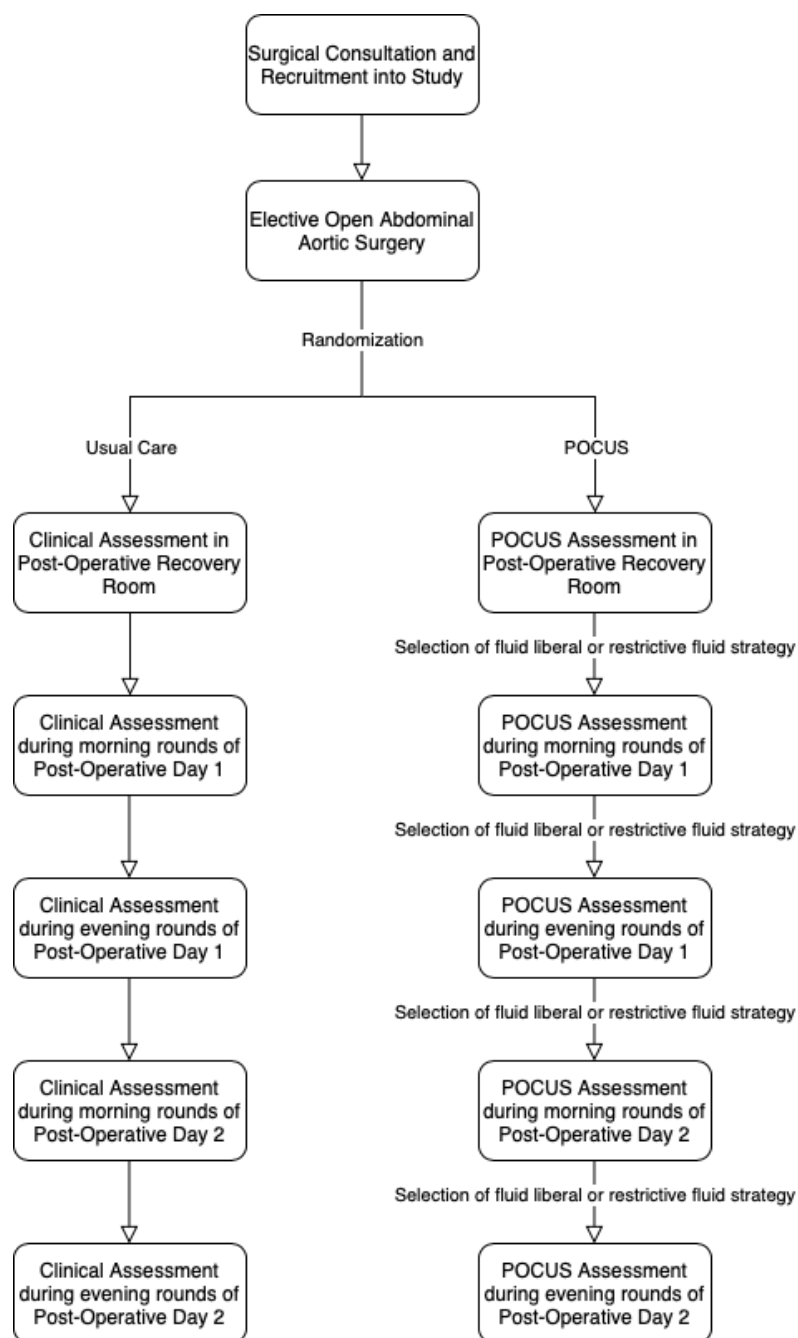 Surgical Consultation and
Recruitment into Study
Elective Open Abdominal
Aortic Surgery
Randomization
Usual Care
POCUS
Clinical Assessment in
Post-Operative Recovery
Room
POCUS Assessment in
Post-Operative Recovery
Room
Selection of fluid liberal or restrictive fluid strategy
Clinical Assessment
during morning rounds of
Post-Operative Day 1
POCUS Assessment
during morning rounds of
Post-Operative Day 1
Selection of fluid liberal or restrictive fluid strategy
Clinical Assessment
during evening rounds of
Post-Operative Day 1
POCUS Assessment
during evening rounds of
Post-Operative Day 1
Selection of fluid liberal or restrictive fluid strategy
Clinical Assessment
during morning rounds of
Post-Operative Day 2
POCUS Assessment
during morning rounds of
Post-Operative Day 2
Selection of fluid liberal or restrictive fluid strategy
Clinical Assessment
during evening rounds of
Post-Operative Day 2
POCUS Assessment
during evening rounds of
Post-Operative Day 2